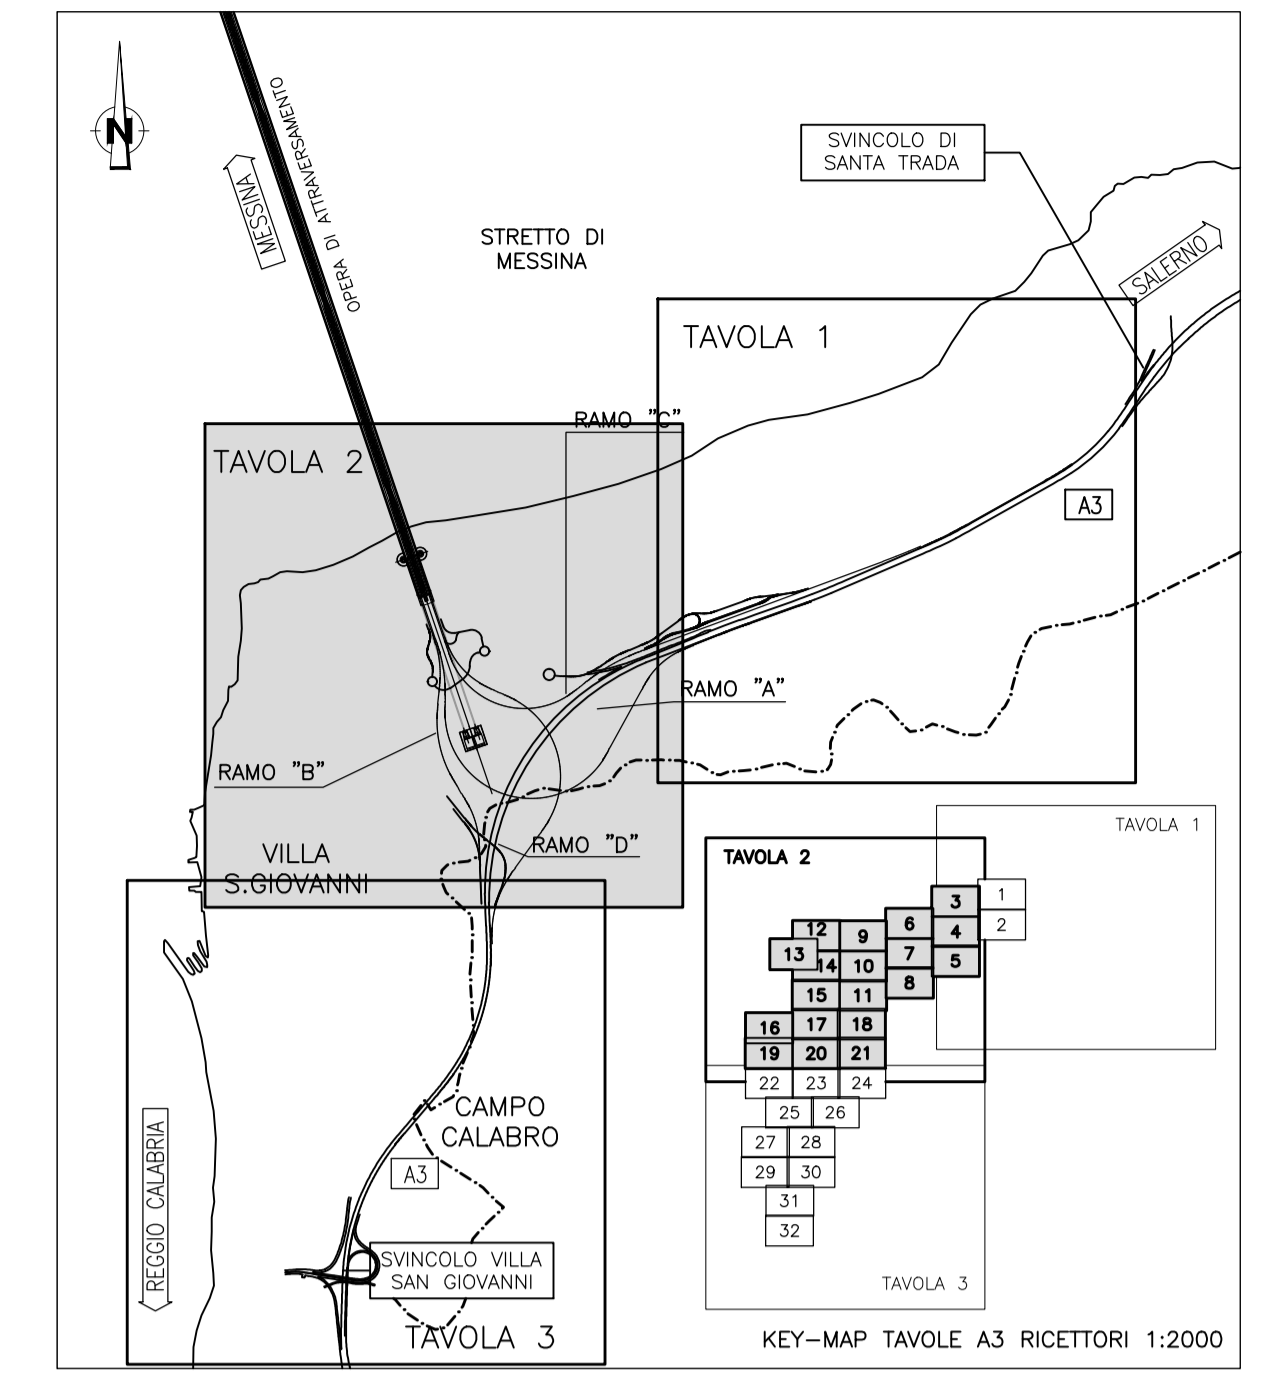 N
MESSINA
OPERA DI ATTRAVERSAMENTO
STRETTO DI
MESSINA
SVINCOLO DI
SANTA TRADA
SALERNO
TAVOLA 1
RAMO "C"
TAVOLA 2
A3
RAMO "A"
RAMO "B"
RAMO "D"
VILLA
S.GIOVANNI
CAMPO
CALABRO
A3
REGGIO CALABRIA
SVINCOLO VILLA
SAN GIOVANNI
TAVOLA 3
TAVOLA 1
TAVOLA 2
1
2
3
4
5
6
7
8
9
10
11
12
13
14
15
16
17
18
19
20
21
22
23
24
25
26
27
28
29
30
31
32
TAVOLA 3
KEY-MAP TAVOLE A3 RICETTORI 1:2000